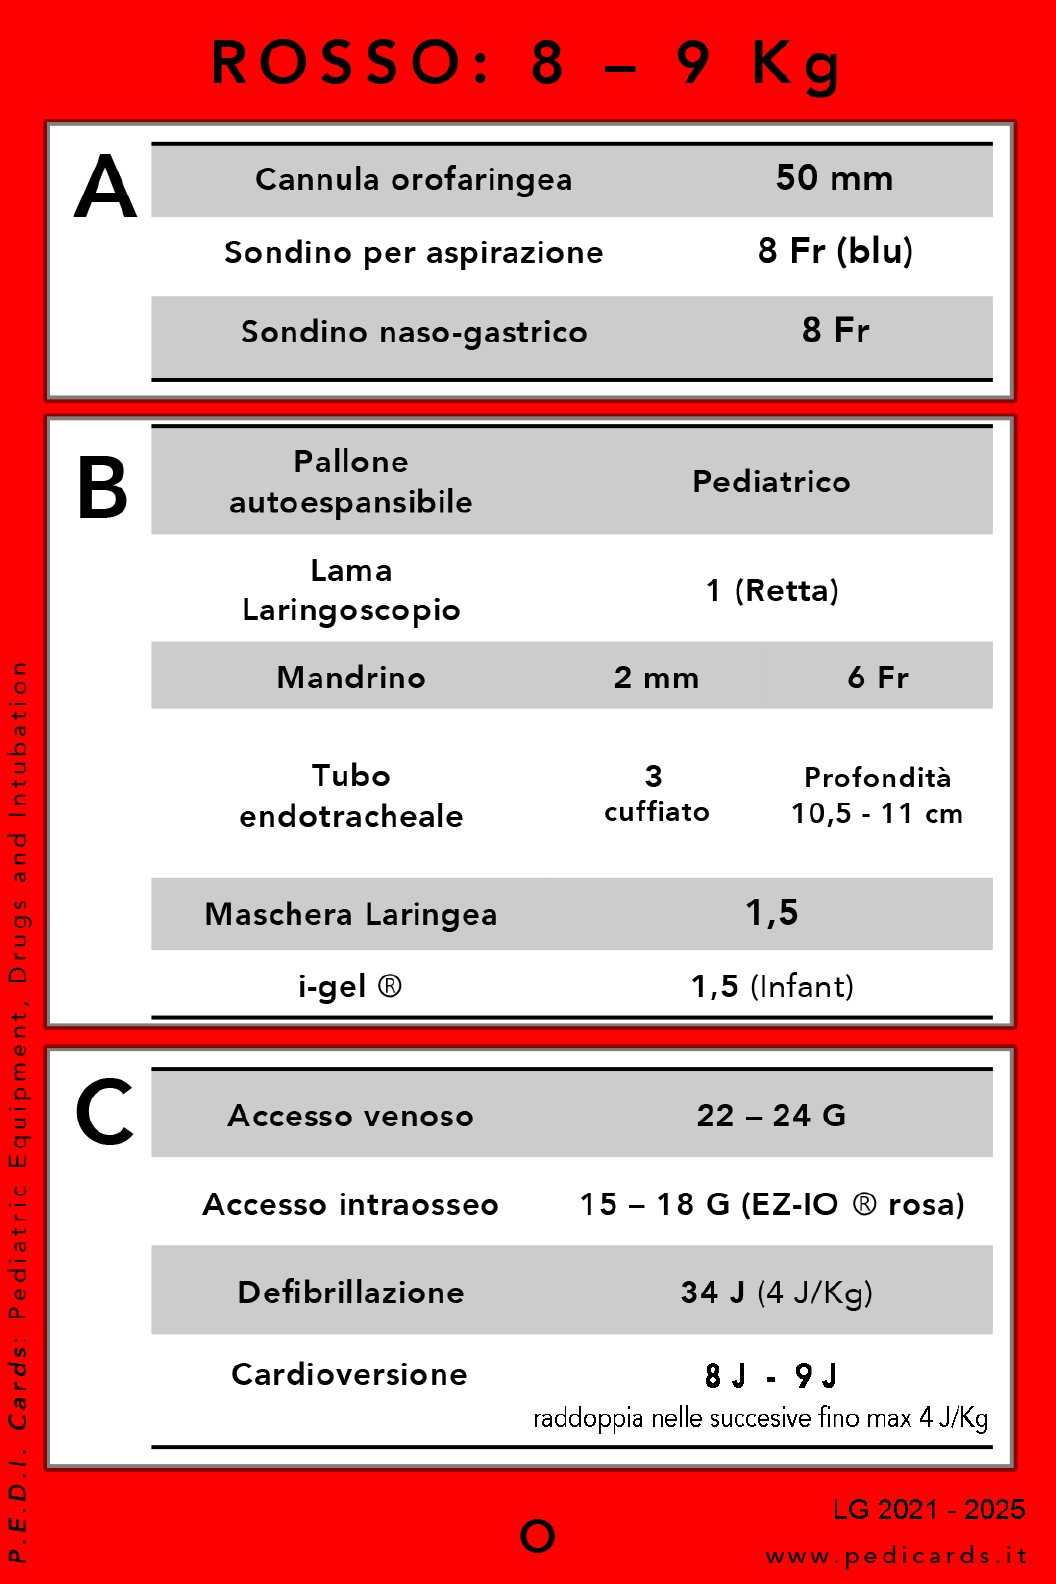 ROSSO: 8 – 9 Kg
A
Cannula orofaringea 50 mm
Sondino per aspirazione 8 Fr (blu)
Sondino naso-gastrico 8 Fr
B
Pallone
autoespansibile
Pediatrico
Lama
Laringoscopio
1 (Retta)
Mandrino 2 mm 6 Fr
Tubo
endotracheale
3
cuffiato
Profondità
10,5 - 11 cm
Maschera Laringea 1,5
i-gel ® 1,5 (Infant)
C
Accesso venoso 22 – 24 G
Accesso intraosseo 15 – 18 G (EZ-IO ® rosa)
Defibrillazione 34 J (4 J/Kg)
Cardioversione 8 J - 9 J
raddoppia nelle succesive fino max 4 J/Kg
P.E.D.I. Cards: Pediatric Equipment, Drugs and Intubation
LG 2021 - 2025
www.pedicards.it